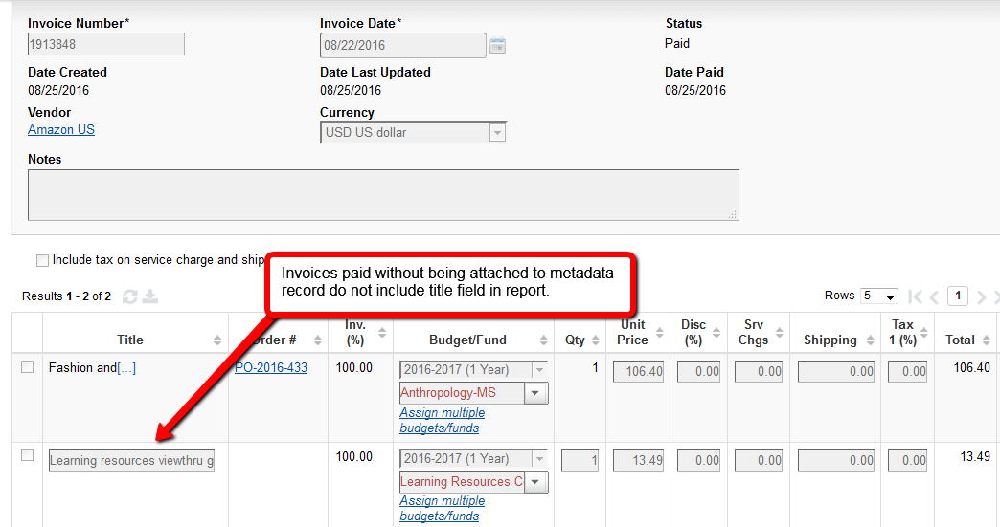 Invoice Number* Invoice Date* Status
1913848 08/22/2016 Paid
Date Created Date Last Updated Date Paid
08/25/2016 08/25/2016 08/25/2016
Vendor Currency
Amazon US USD US dollar
Notes
Include tax on service charge and ship
Invoices paid without being attached to metadata
record do not include title field in report.
Results 1 - 2 of 2 Rows 5 1
Title Order # Inv. (%) Budget/Fund Qty Unit Price Disc (%) Srv Chgs Shipping Tax 1 (%) Total
Fashion and[...] PO-2016-433 100.00 2016-2017 (1 Year) 1 106.40 0.00 0.00 0.00 0.00 106.40
Anthropology-MS
Assign multiple
budgets/funds
Learning resources viewthru g 100.00 2016-2017 (1 Year) 1 13.49 0.00 0.00 0.00 0.00 13.49
Learning Resources C
Assign multiple
budgets/funds